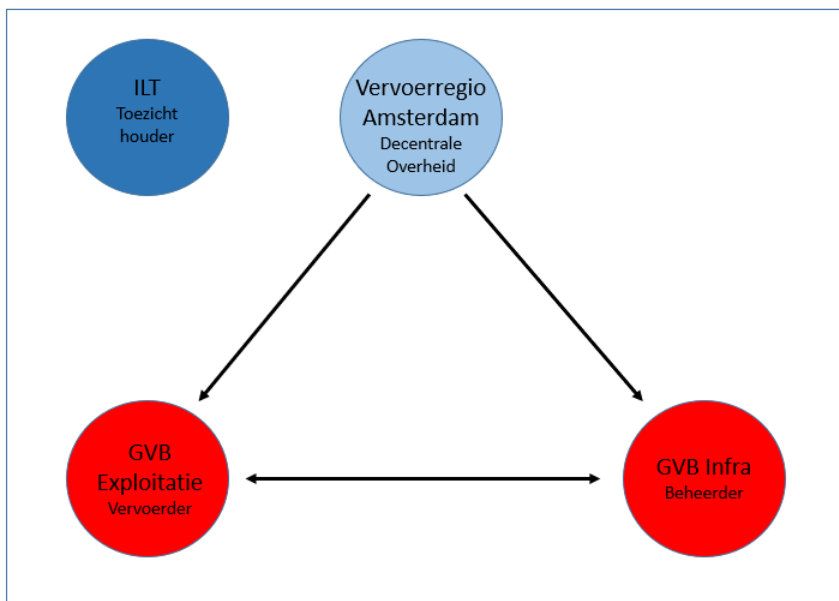 ILT
Toezicht
houder
Vervoerregio
Amsterdam
Decentrale
Overheid
GVB
Exploitatie
Vervoerder
GVB Infra
Beheerder